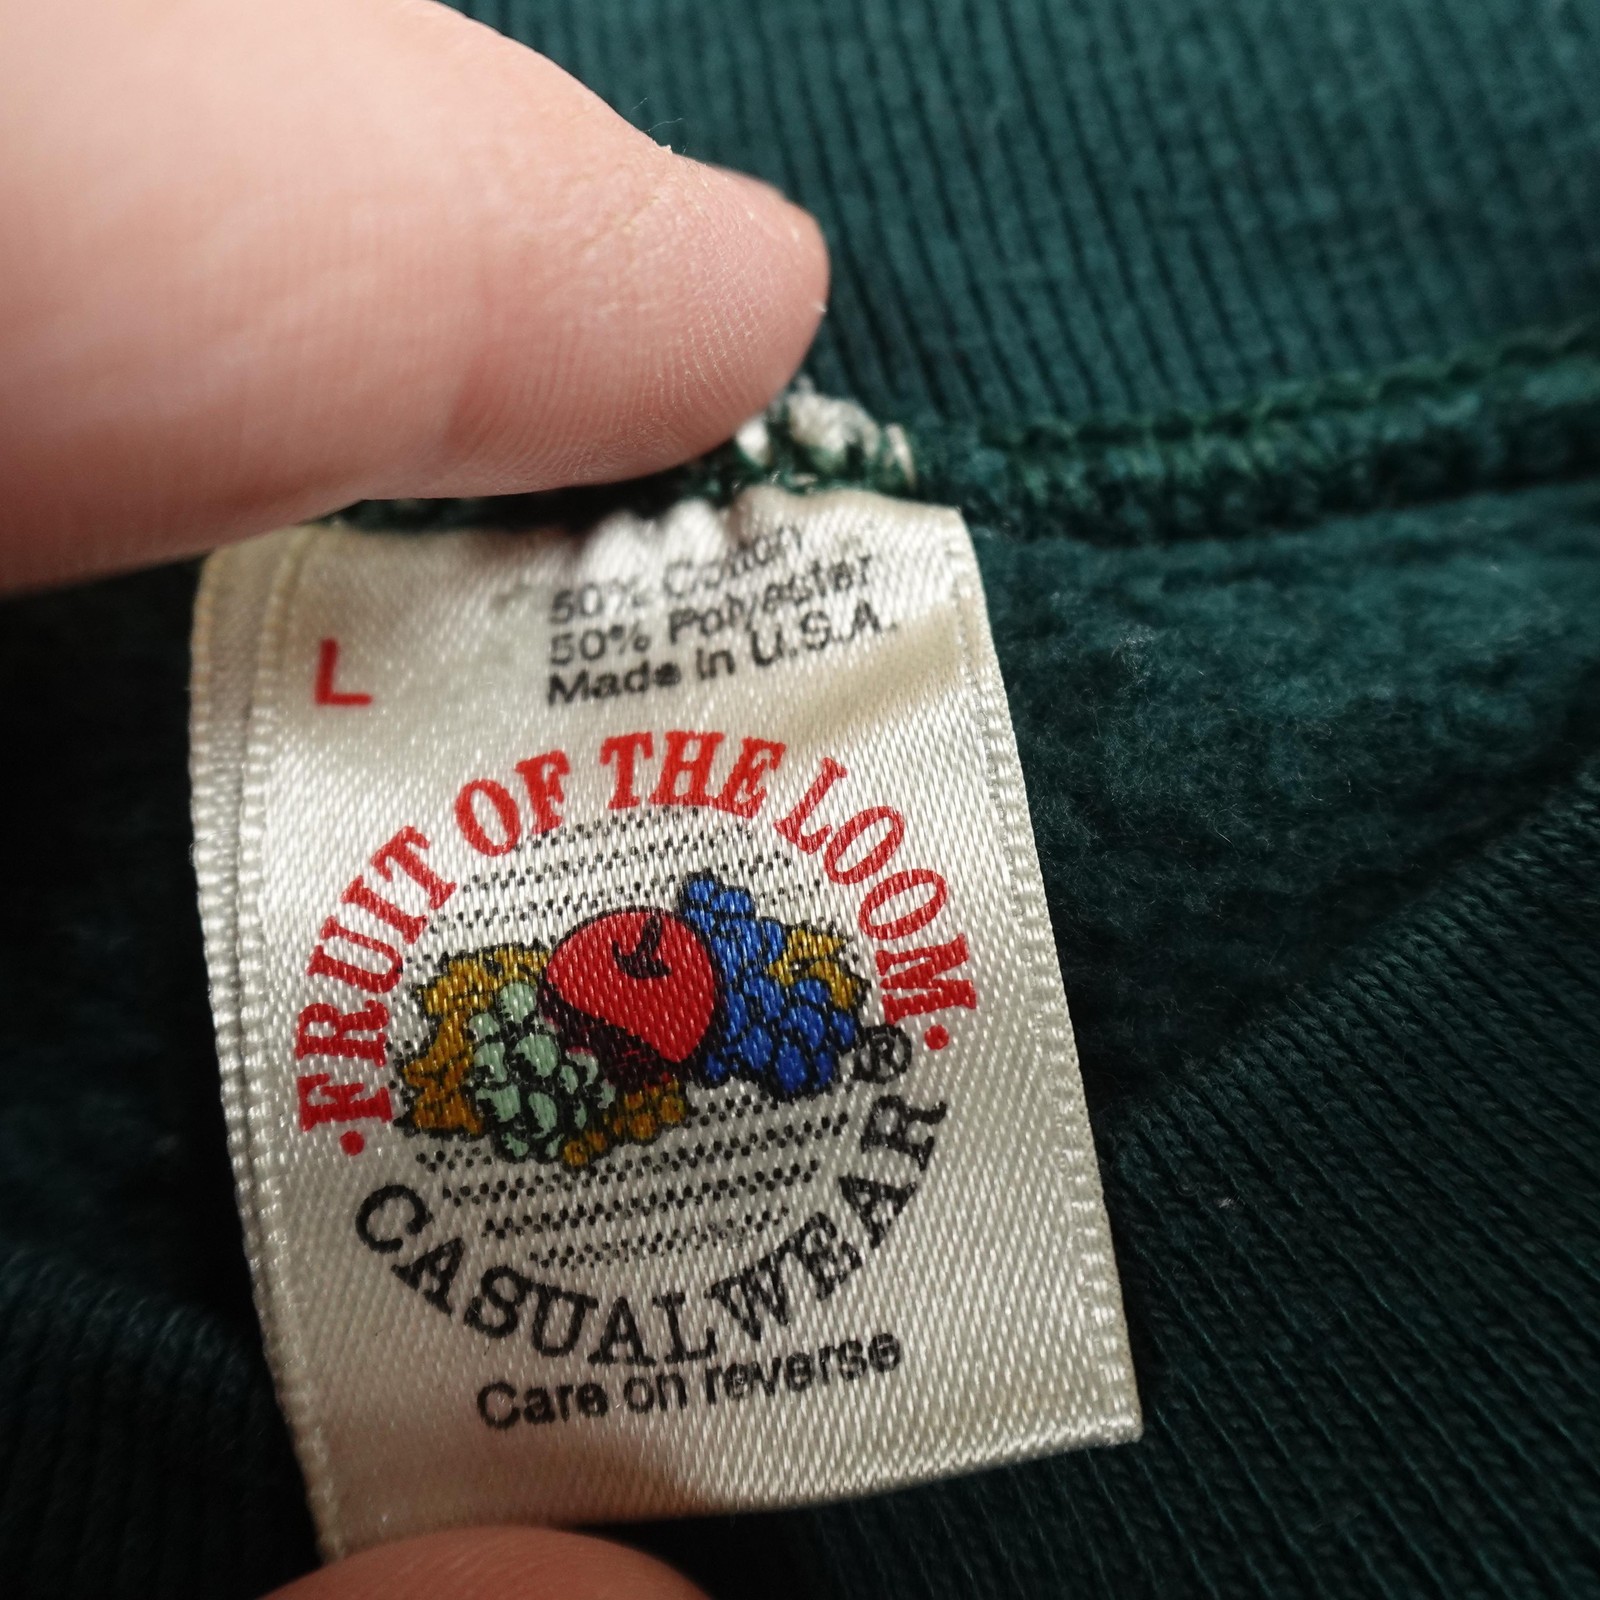 50% Cotton
50% Polyester
Made in U.S.A.
L
·FRUIT OF THE LOOM·
®
CASUALWEAR
Care on reverse